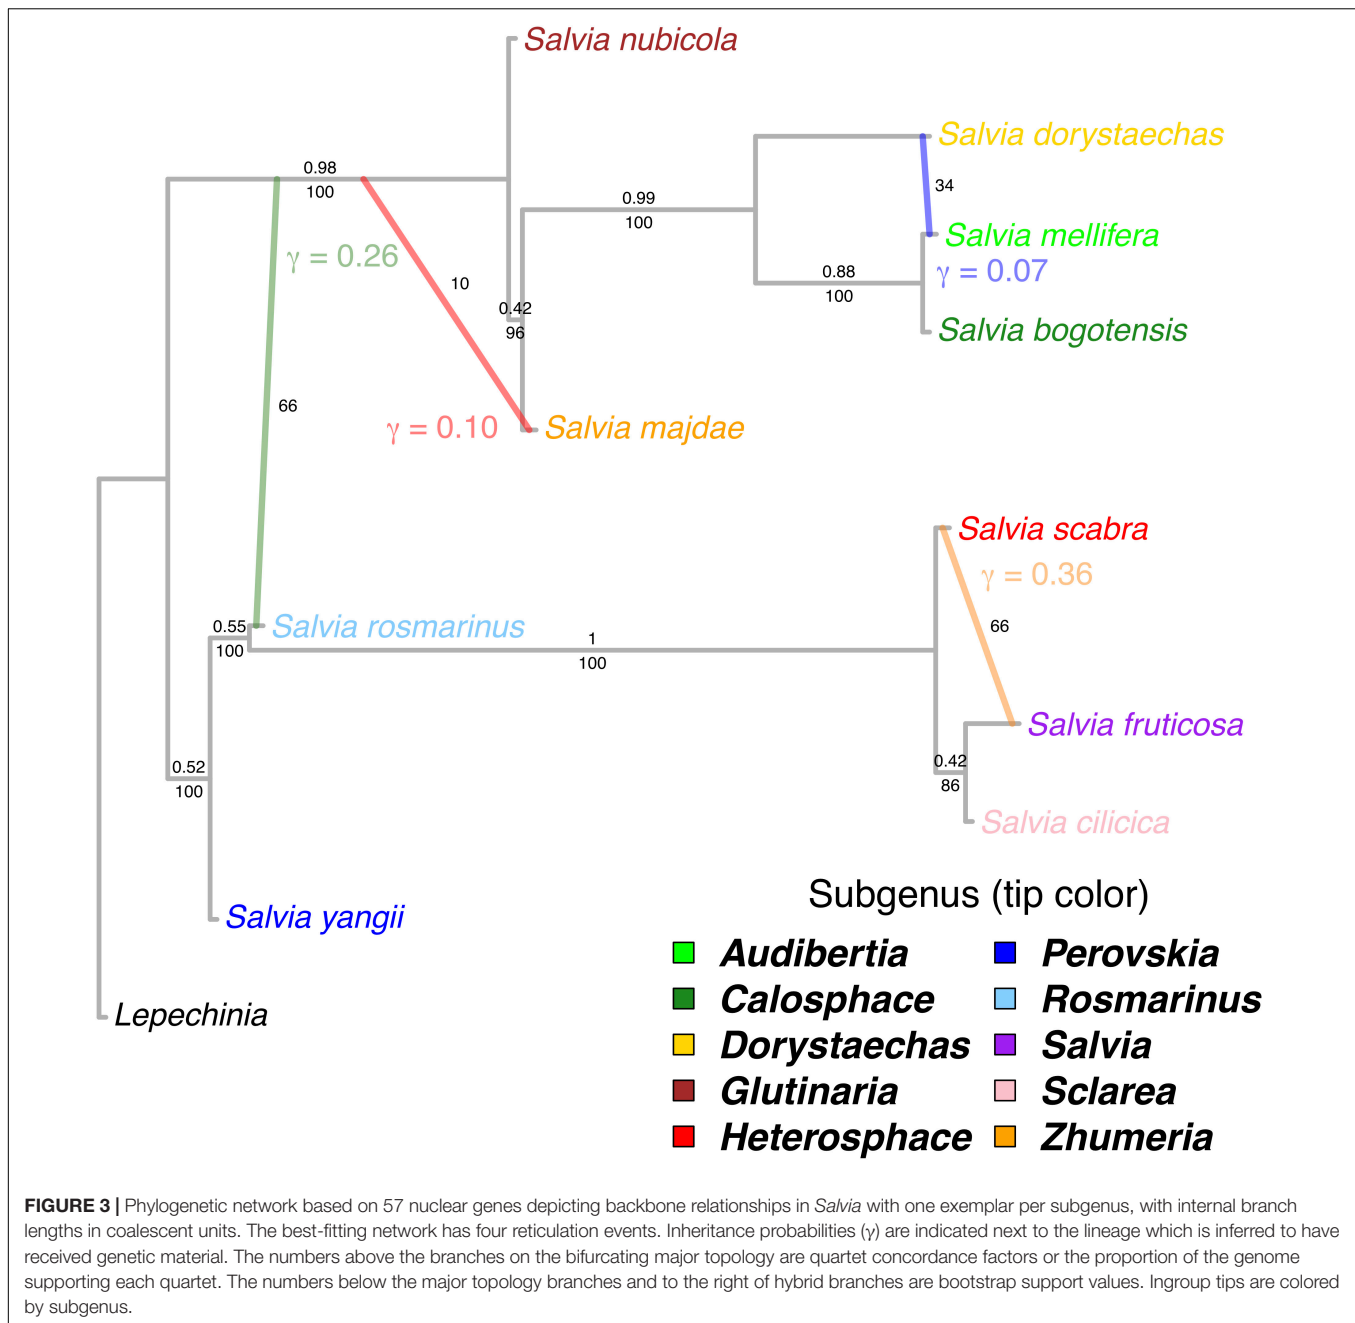 Salvia nubicola
Salvia dorystaechas
0.98
100
34
0.99
100
Salvia mellifera
γ = 0.26
γ = 0.07
0.88
100
10
0.42
96
Salvia bogotensis
66
γ = 0.10
Salvia majdae
Salvia scabra
γ = 0.36
0.55
100
Salvia rosmarinus
66
1
100
Salvia fruticosa
0.52
100
0.42
86
Salvia cilicica
Salvia yangii
Lepechinia
Subgenus (tip color)
Audibertia
Calosphace
Dorystaechas
Glutinaria
Heterosphace
Perovskia
Rosmarinus
Salvia
Sclarea
Zhumeria
FIGURE 3 | Phylogenetic network based on 57 nuclear genes depicting backbone relationships in Salvia with one exemplar per subgenus, with internal branch
lengths in coalescent units. The best-fitting network has four reticulation events. Inheritance probabilities (γ) are indicated next to the lineage which is inferred to have
received genetic material. The numbers above the branches on the bifurcating major topology are quartet concordance factors or the proportion of the genome
supporting each quartet. The numbers below the major topology branches and to the right of hybrid branches are bootstrap support values. Ingroup tips are colored
by subgenus.